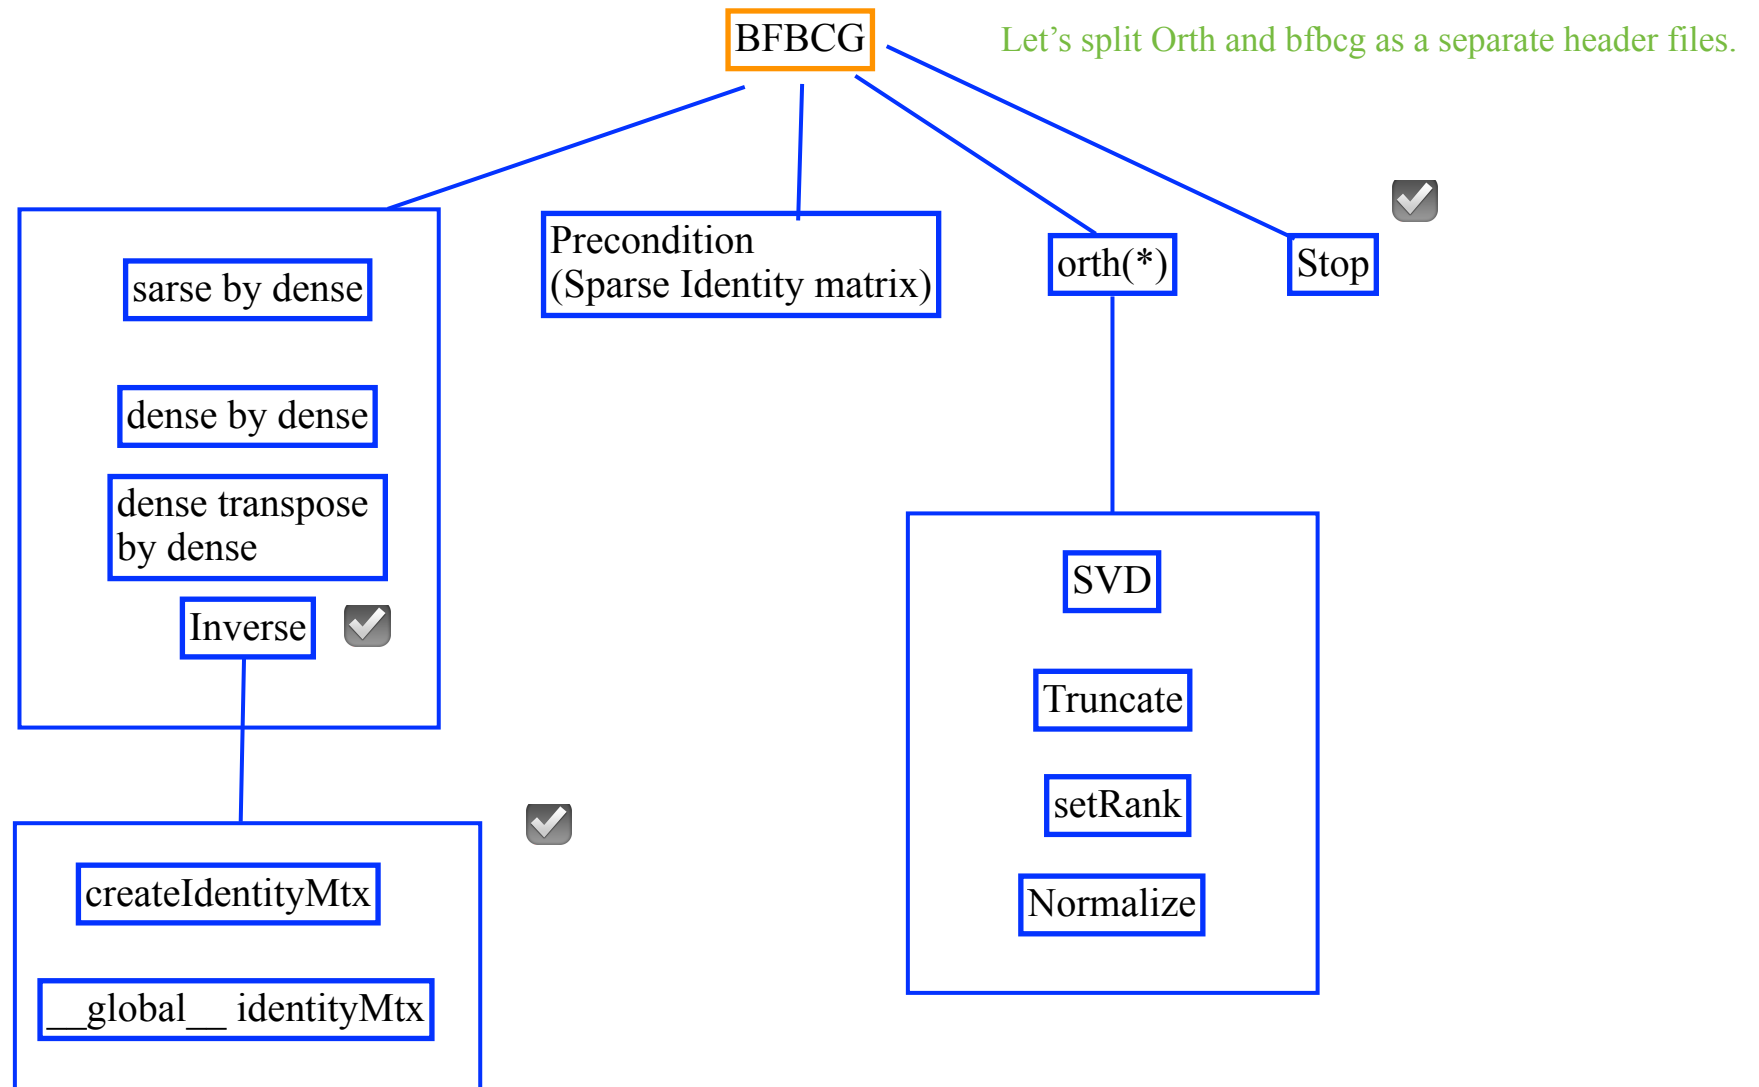 BFBCG
Let’s split Orth and bfbcg as a separate header files.
sarse by dense
dense by dense
dense transpose
by dense
Inverse
createIdentityMtx
__global__ identityMtx
Precondition
(Sparse Identity matrix)
orth(*)
SVD
Truncate
setRank
Normalize
Stop